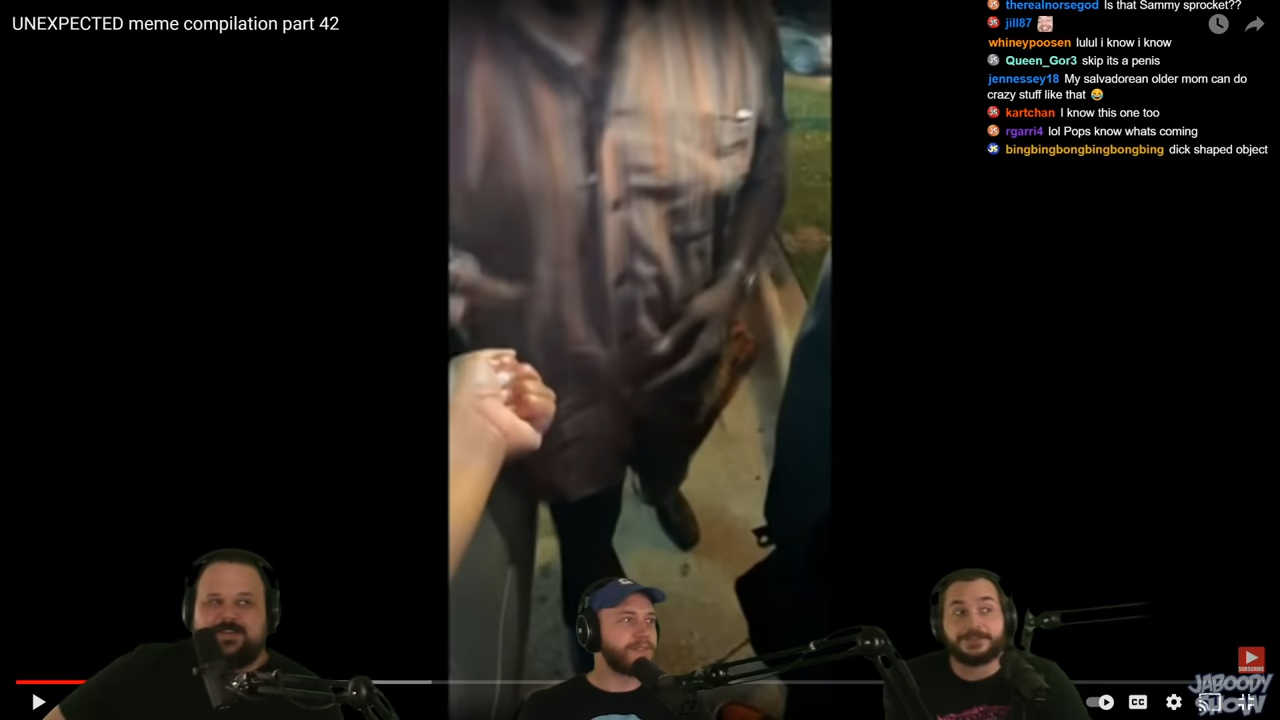 UNEXPECTED meme compilation part 42
therealnorsegod Is that Sammy sprocket??
jill87
whineypoosen lulul i know i know
Queen_Gor3 skip its a penis
jennessey18 My salvadorean older mom can do
crazy stuff like that 😂
kartchan I know this one too
rgarri4 lol Pops know whats coming
bingbingbongbingbongbing dick shaped object
SUBSCRIBE
JABOODY
SHOW
CC